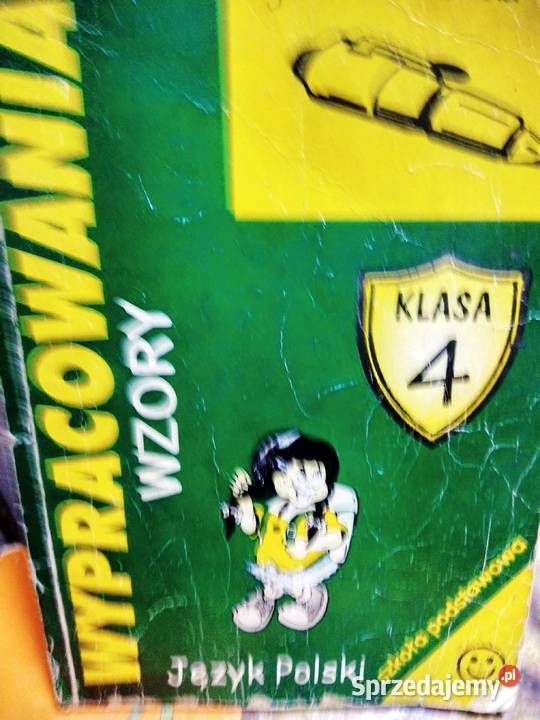 WYPRACOWANIA
WZORY
KLASA
4
Język Polski
szkoła podstawowa
Sprzedajemy.pl